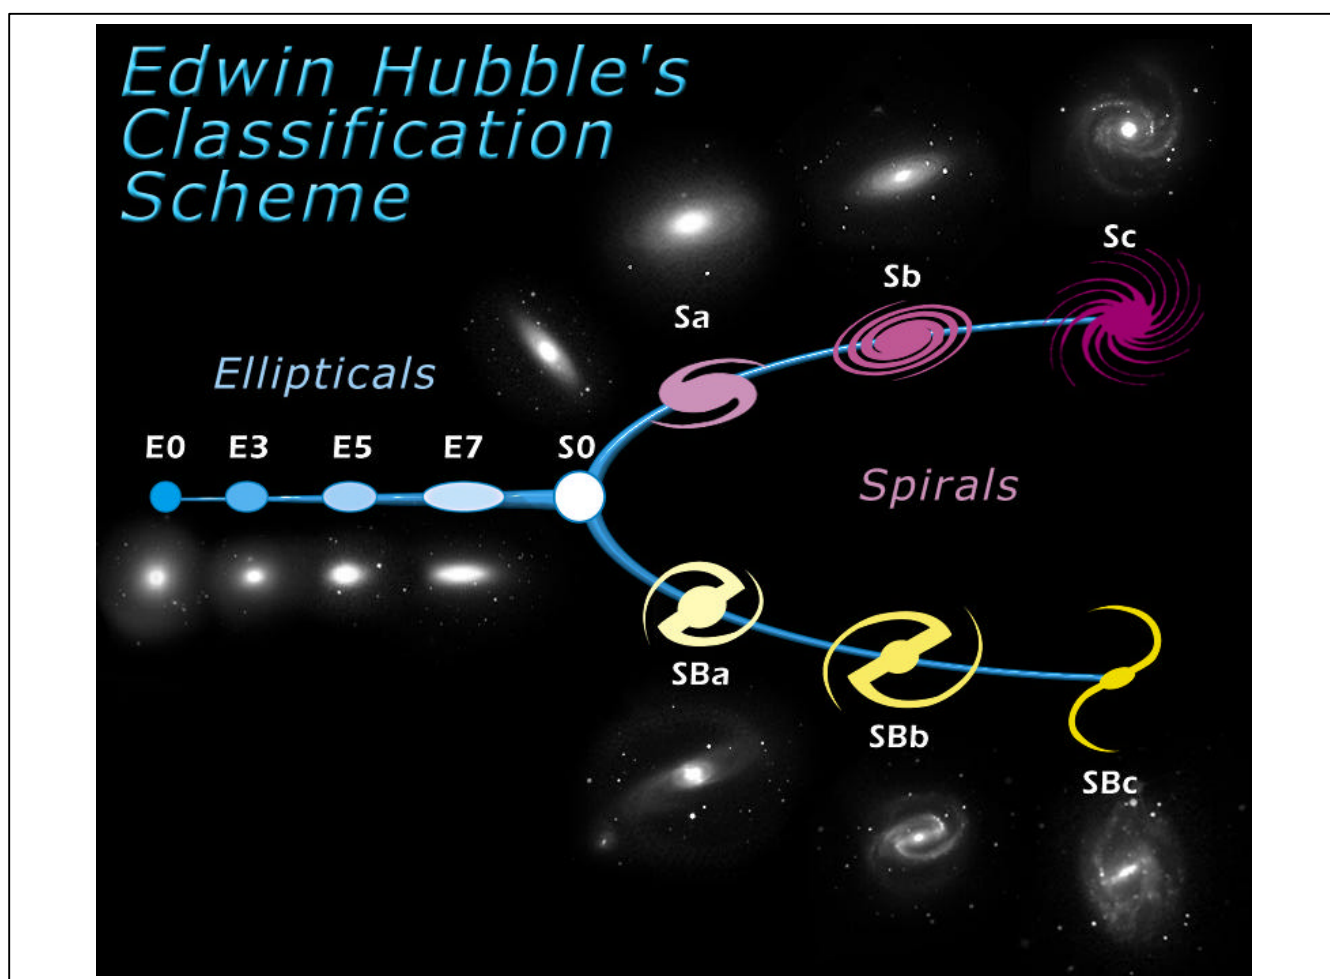 Edwin Hubble's
Classification
Scheme
Sc
Sb
Sa
Ellipticals
E0 E3 E5 E7 S0
Spirals
SBa
SBb
SBc